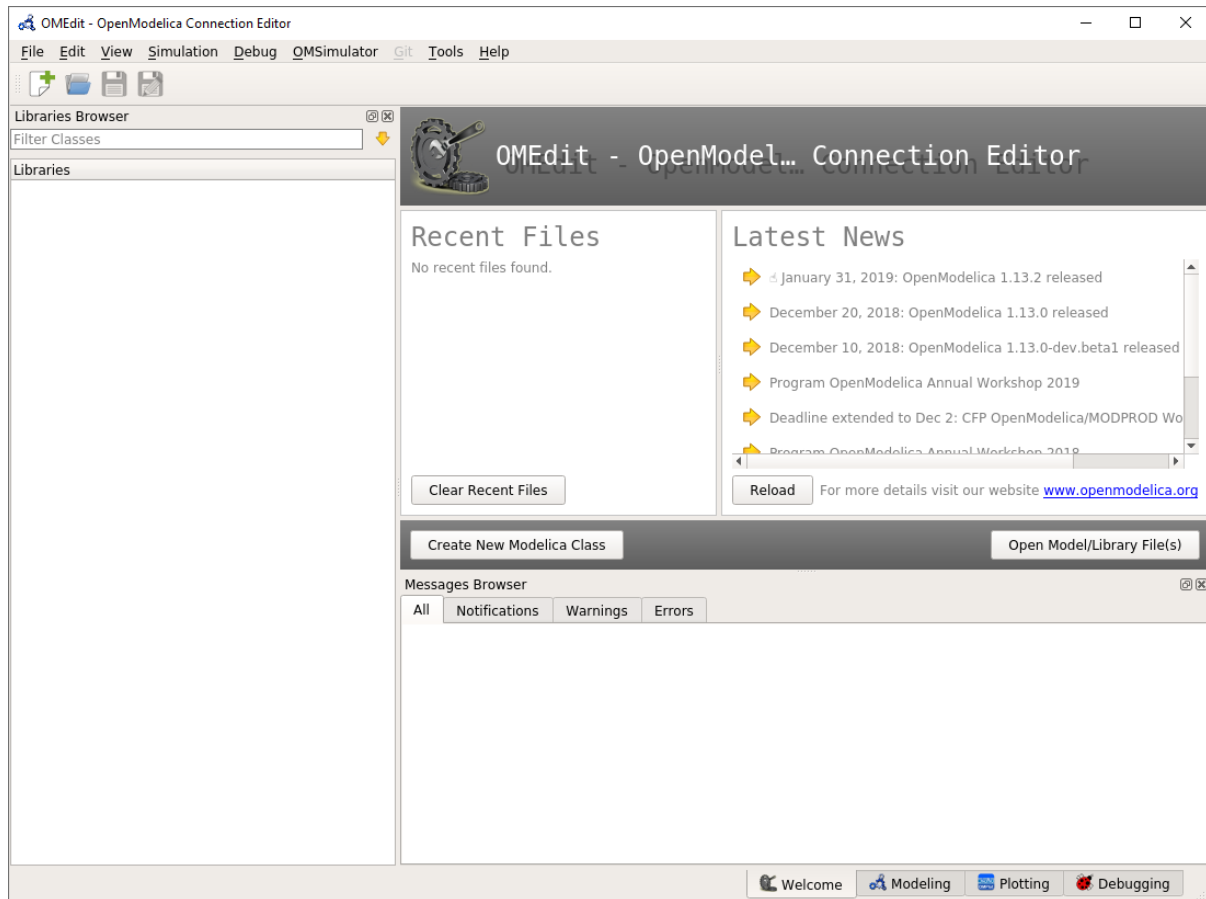 OMEdit - OpenModelica Connection Editor
File Edit View Simulation Debug OMSimulator Git Tools Help
Libraries Browser
Filter Classes
Libraries
OMEdit - OpenModel… Connection Editor
Recent Files
No recent files found.
Clear Recent Files
Latest News
January 31, 2019: OpenModelica 1.13.2 released
December 20, 2018: OpenModelica 1.13.0 released
December 10, 2018: OpenModelica 1.13.0-dev.beta1 released
Program OpenModelica Annual Workshop 2019
Deadline extended to Dec 2: CFP OpenModelica/MODPROD Wo
Program OpenModelica Annual Workshop 2018
Reload For more details visit our website www.openmodelica.org
Create New Modelica Class Open Model/Library File(s)
Messages Browser
All Notifications Warnings Errors
Welcome Modeling Plotting Debugging